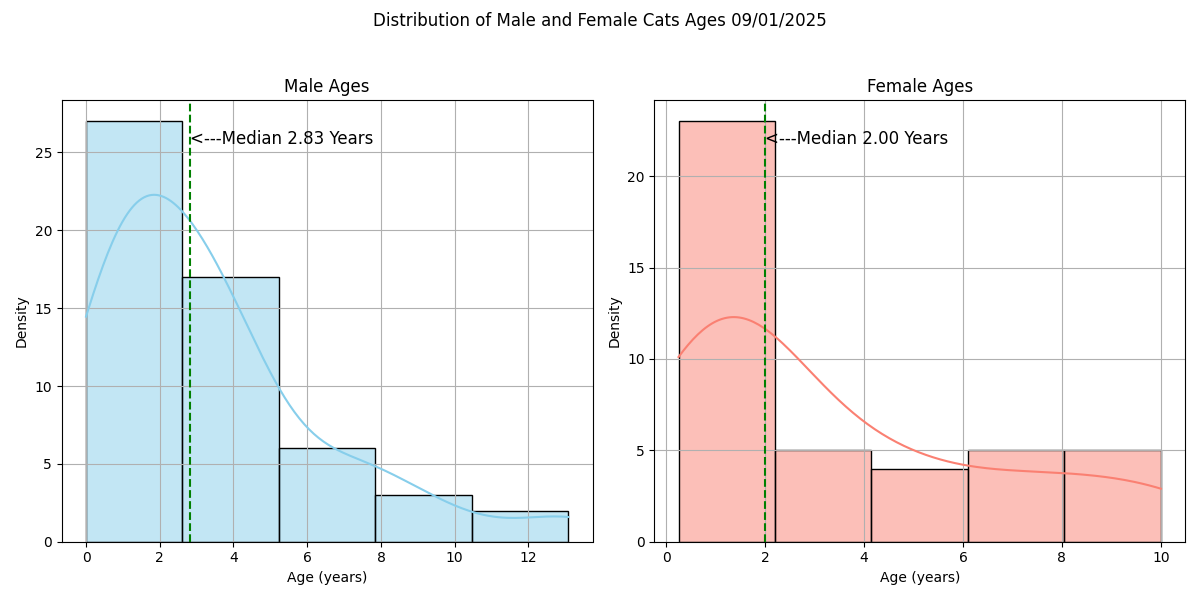 Distribution of Male and Female Cats Ages 09/01/2025
Male Ages
<---Median 2.83 Years
Density
0
5
10
15
20
25
0 2 4 6 8 10 12
Age (years)
Female Ages
<---Median 2.00 Years
Density
0
5
10
15
20
0 2 4 6 8 10
Age (years)